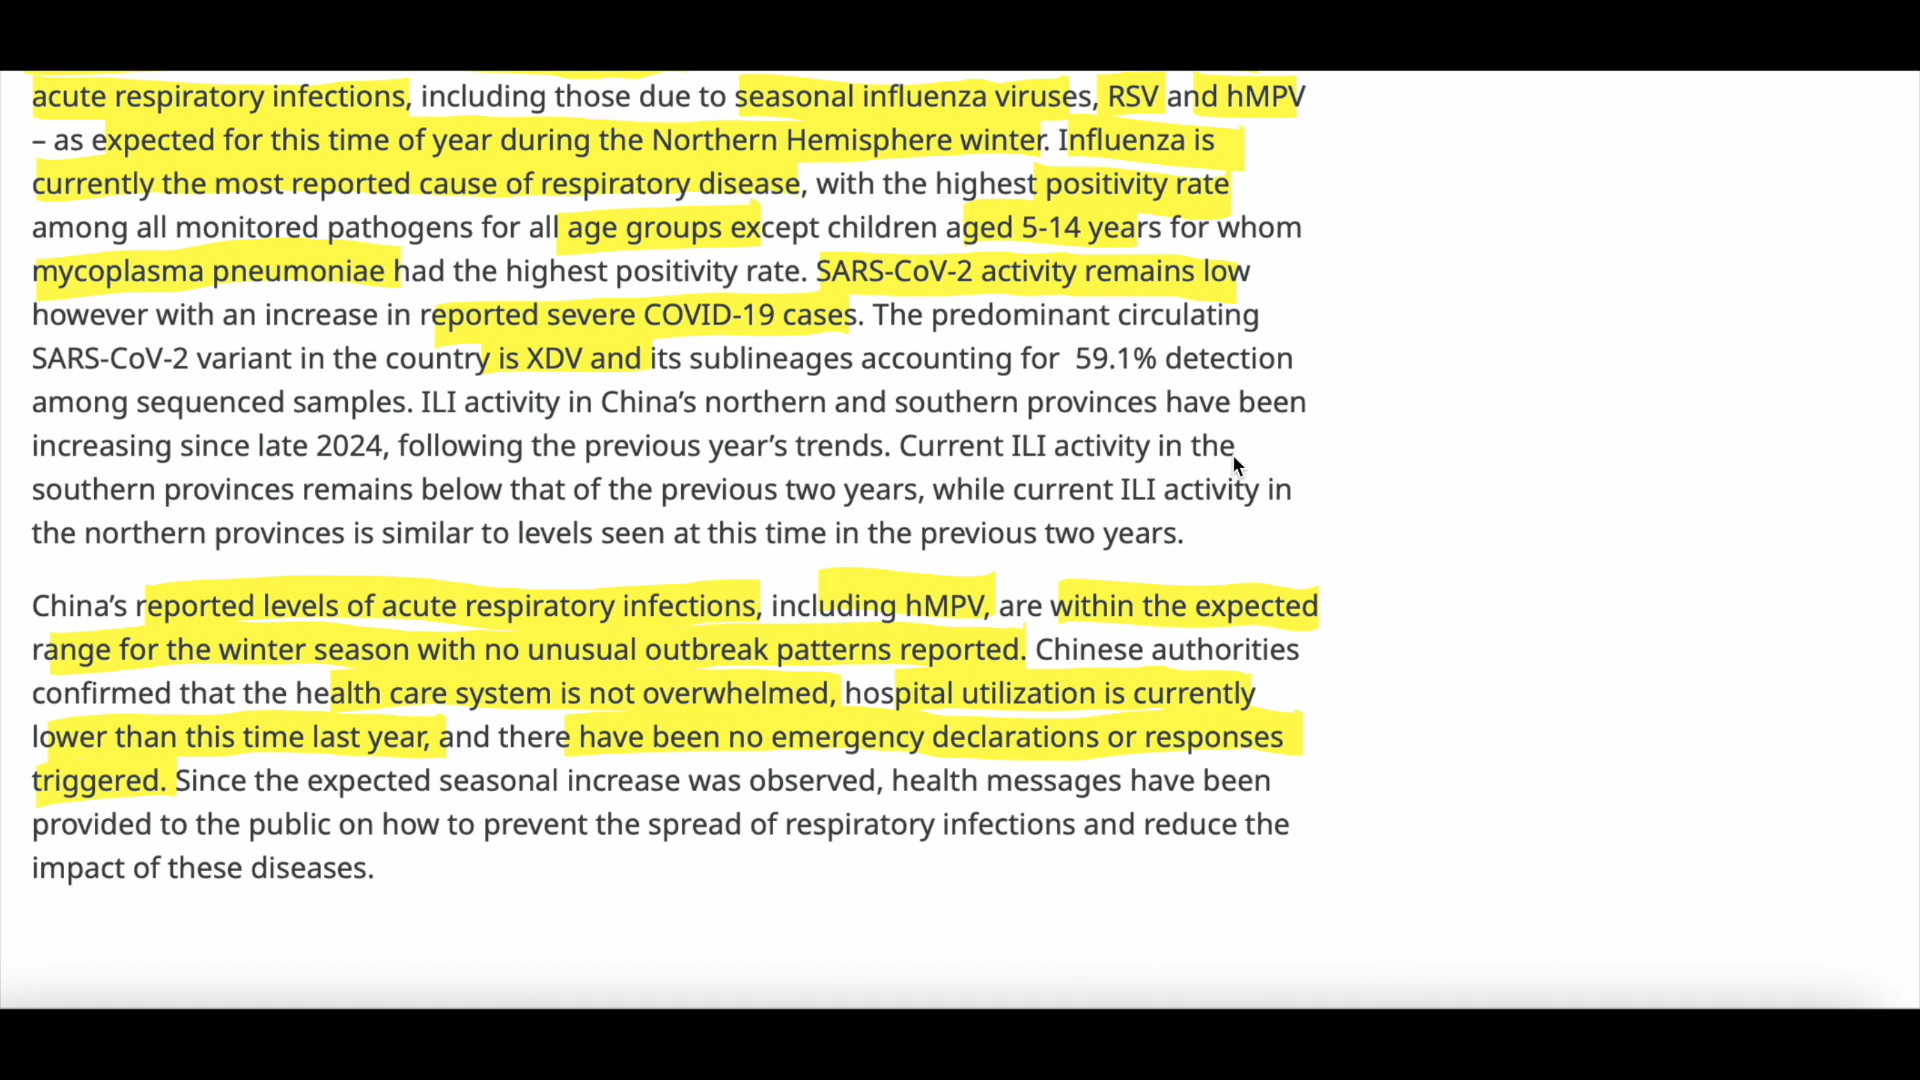 acute respiratory infections, including those due to seasonal influenza viruses, RSV and hMPV
– as expected for this time of year during the Northern Hemisphere winter. Influenza is
currently the most reported cause of respiratory disease, with the highest positivity rate
among all monitored pathogens for all age groups except children aged 5-14 years for whom
mycoplasma pneumoniae had the highest positivity rate. SARS-CoV-2 activity remains low
however with an increase in reported severe COVID-19 cases. The predominant circulating
SARS-CoV-2 variant in the country is XDV and its sublineages accounting for  59.1% detection
among sequenced samples. ILI activity in China’s northern and southern provinces have been
increasing since late 2024, following the previous year’s trends. Current ILI activity in the
southern provinces remains below that of the previous two years, while current ILI activity in
the northern provinces is similar to levels seen at this time in the previous two years.
China’s reported levels of acute respiratory infections, including hMPV, are within the expected
range for the winter season with no unusual outbreak patterns reported. Chinese authorities
confirmed that the health care system is not overwhelmed, hospital utilization is currently
lower than this time last year, and there have been no emergency declarations or responses
triggered. Since the expected seasonal increase was observed, health messages have been
provided to the public on how to prevent the spread of respiratory infections and reduce the
impact of these diseases.